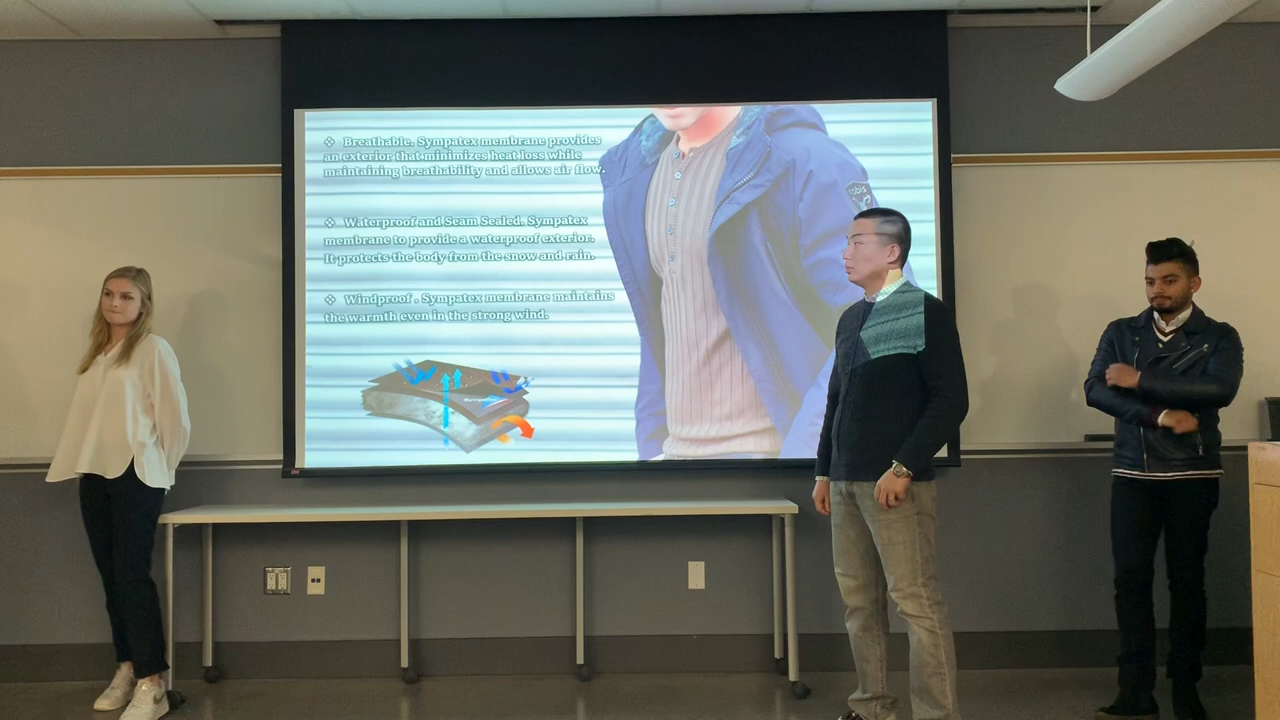 ❖ Breathable. Sympatex membrane provides
an exterior that minimizes heat loss while
maintaining breathability and allows air flow.
❖ Waterproof and Seam Sealed. Sympatex
membrane to provide a waterproof exterior.
It protects the body from the snow and rain.
❖ Windproof . Sympatex membrane maintains
the warmth even in the strong wind.